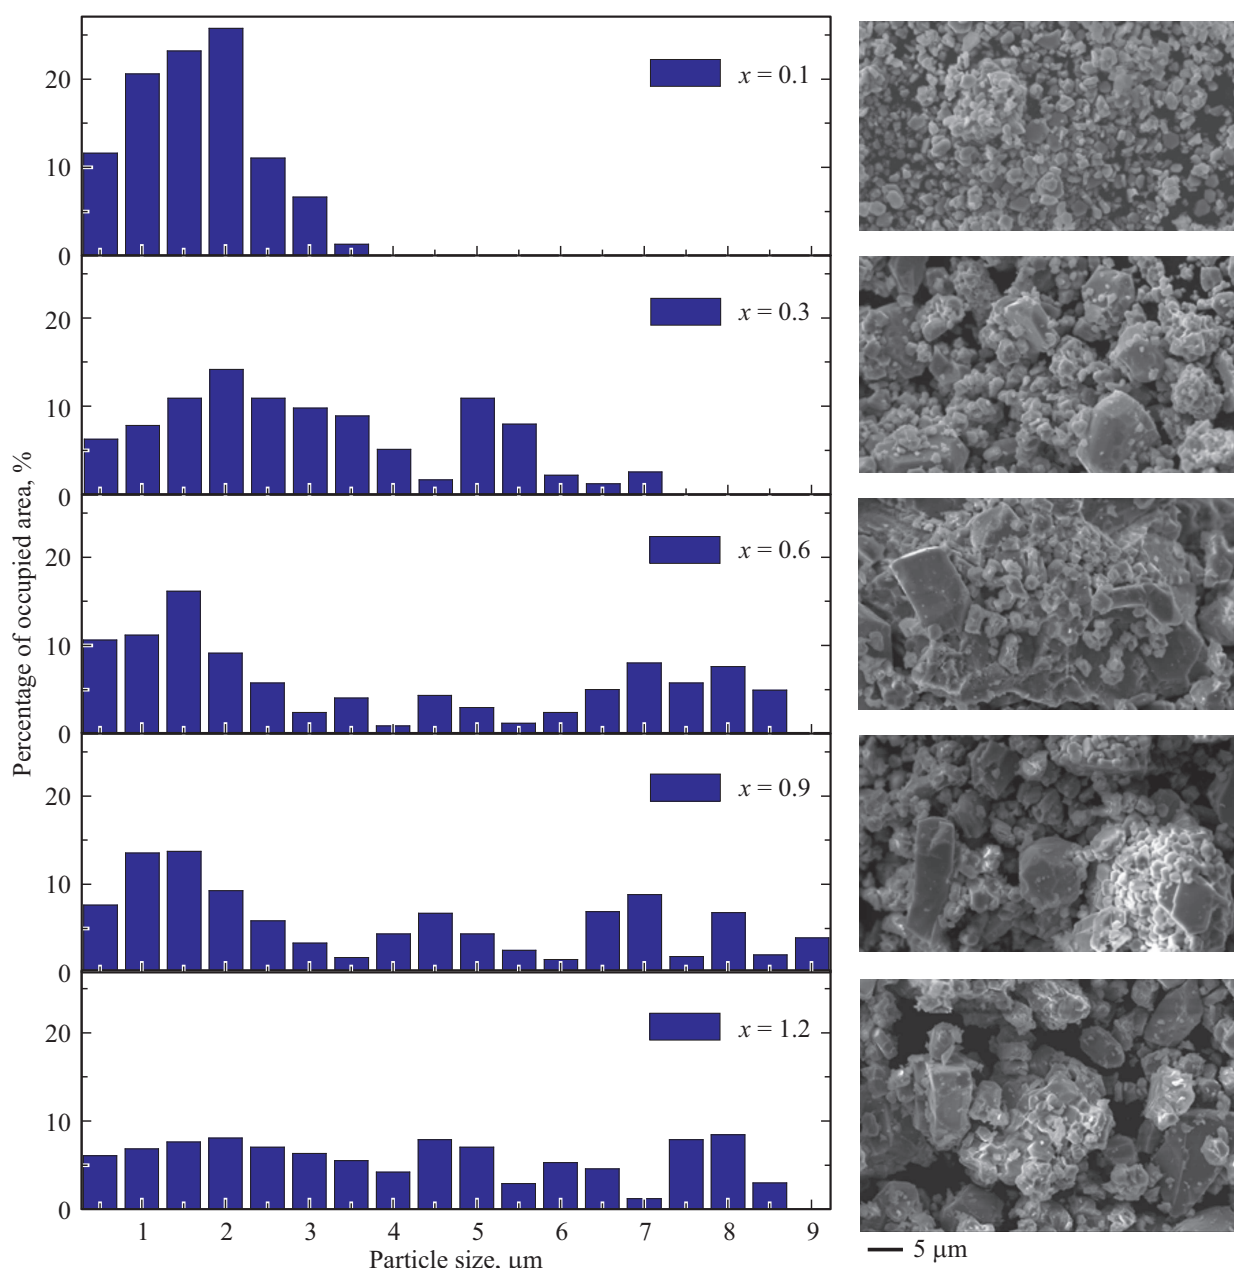 20
10
0
x = 0.1
20
10
0
x = 0.3
20
10
0
x = 0.6
20
10
0
x = 0.9
20
10
0
x = 1.2
Percentage of occupied area, %
1 2 3 4 5 6 7 8 9
Particle size, μm
5 μm